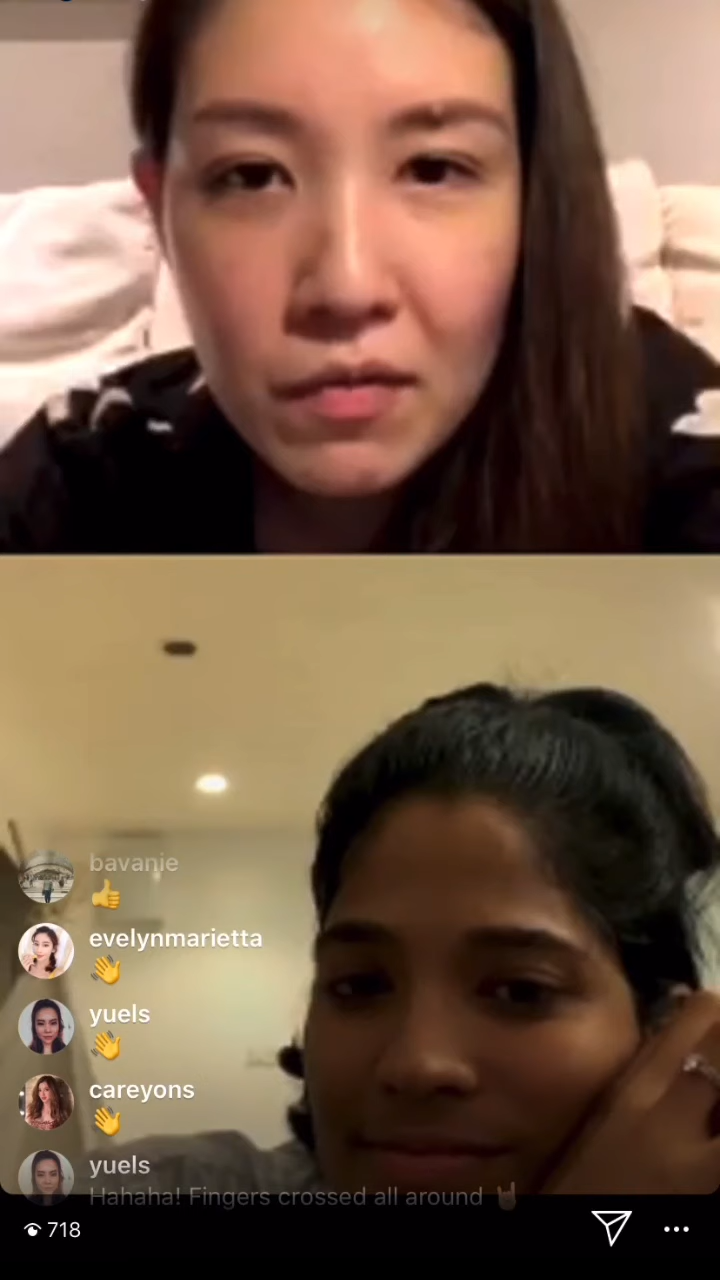 bavanie
👍
evelynmarietta
👋
yuels
👋
careyons
👋
yuels
Hahaha! Fingers crossed all around 🤘
718